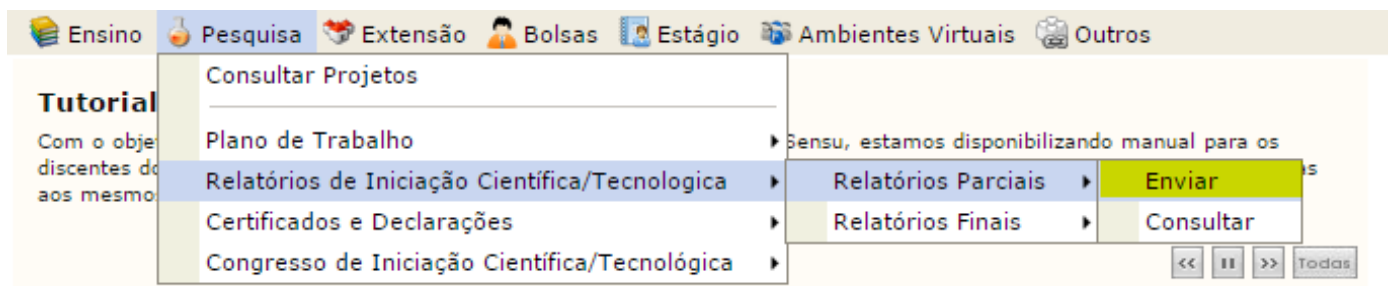 Ensino Pesquisa Extensão Bolsas Estágio Ambientes Virtuais Outros
Consultar Projetos
Tutorial
Plano de Trabalho
Com o obje
Sensu, estamos disponibilizando manual para os
discentes do
Relatórios de Iniciação Científica/Tecnologica
Relatórios Parciais
Enviar
as
aos mesmo
Certificados e Declarações
Relatórios Finais
Consultar
Congresso de Iniciação Científica/Tecnológica
<< II >> Todas